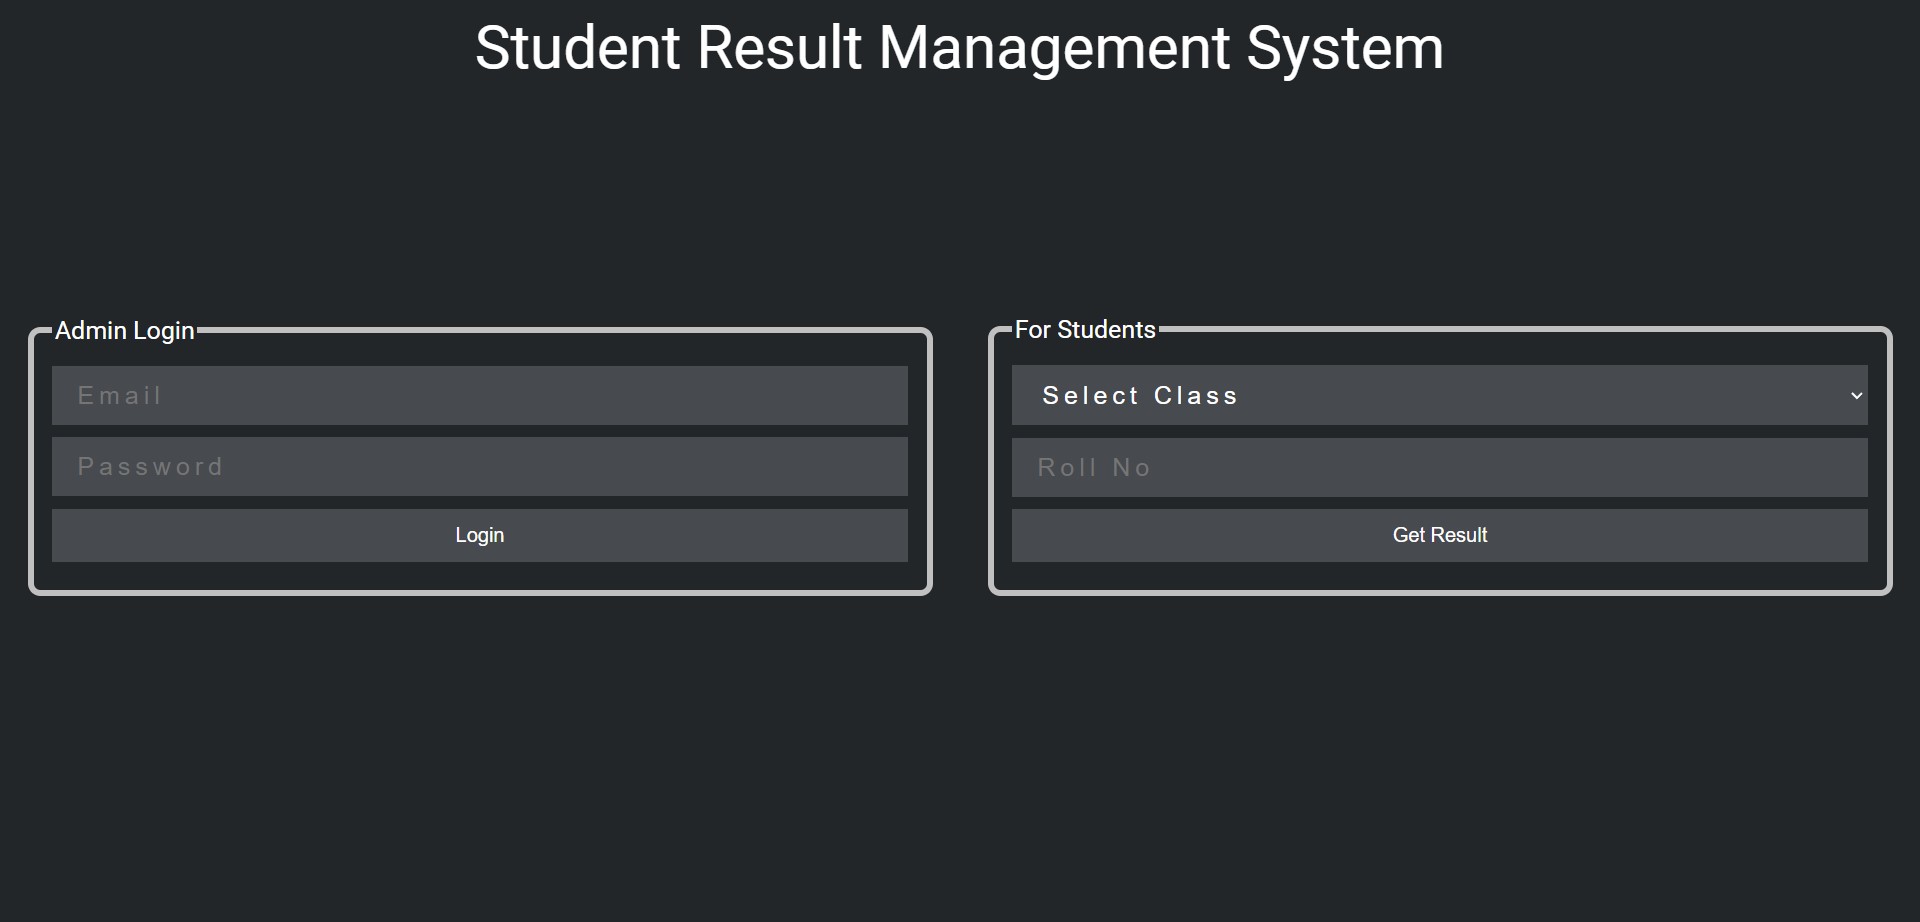 Student Result Management System
Admin Login
Email
Password
Login
For Students
Select Class
Roll No
Get Result